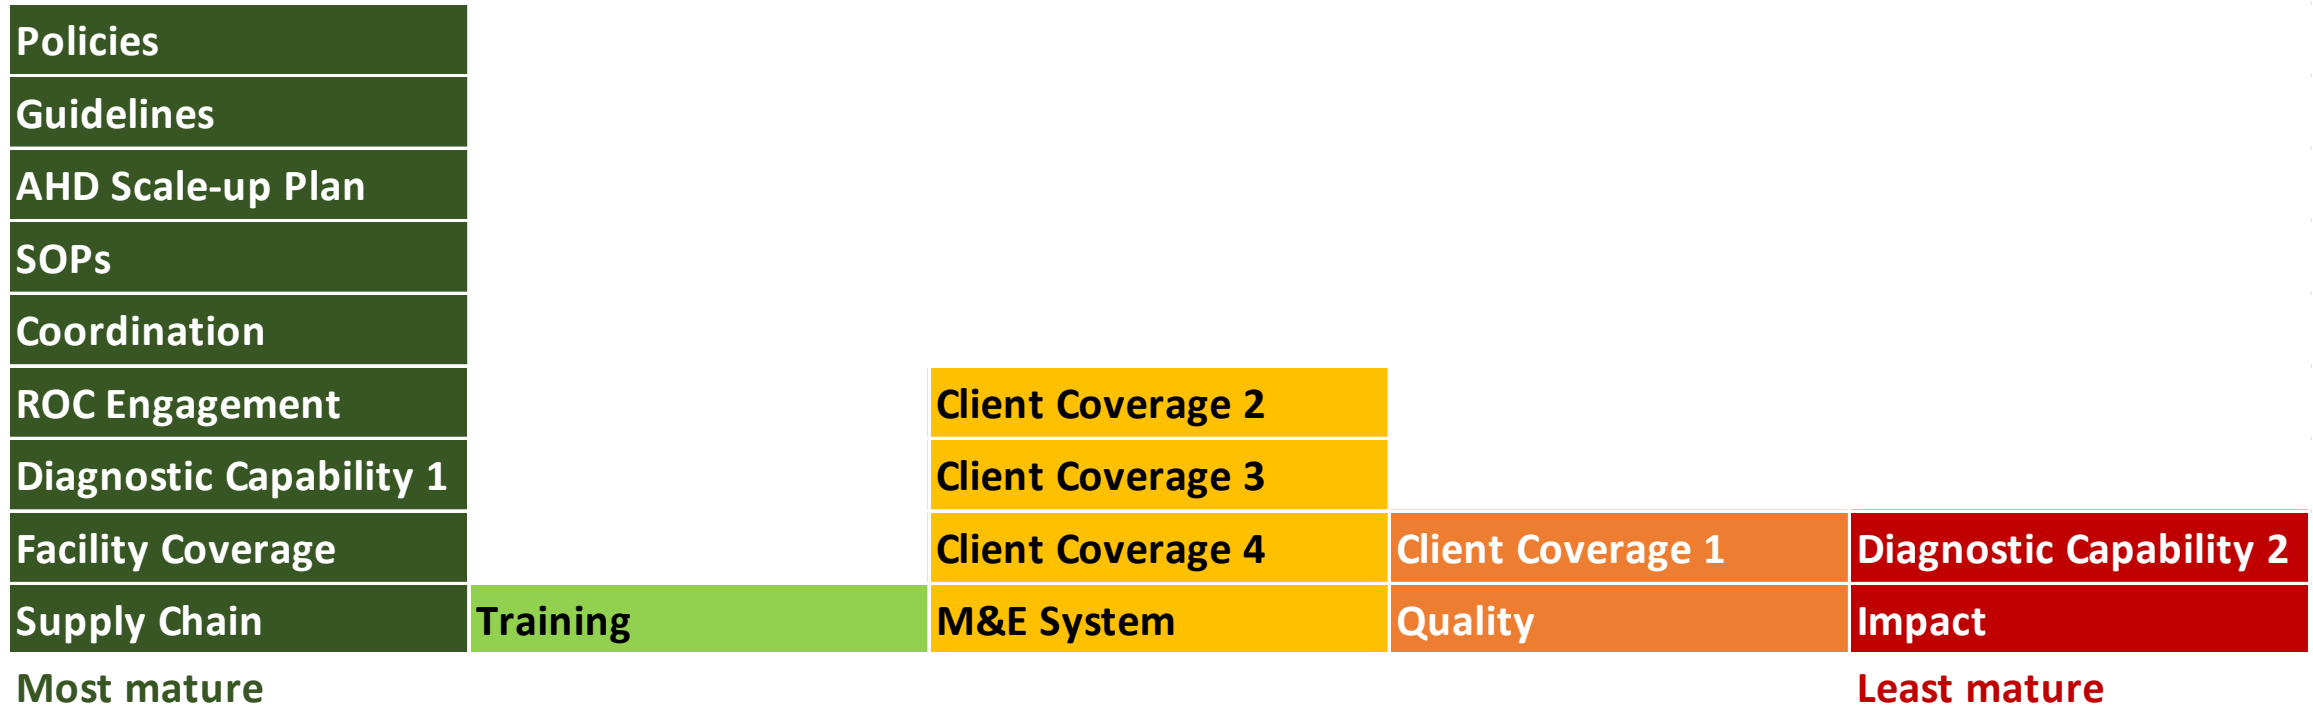 Policies
Guidelines
AHD Scale-up Plan
SOPs
Coordination
ROC Engagement
Client Coverage 2
Diagnostic Capability 1
Client Coverage 3
Facility Coverage
Client Coverage 4
Client Coverage 1
Diagnostic Capability 2
Supply Chain
Training
M&E System
Quality
Impact
Most mature
Least mature